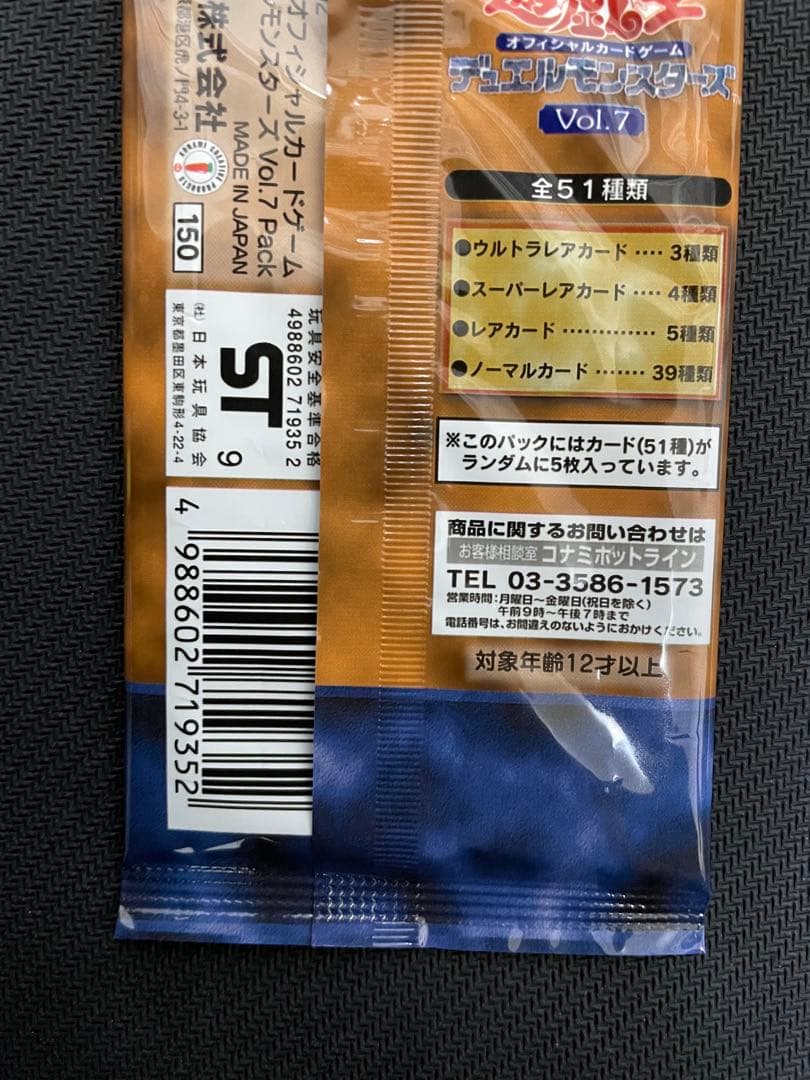 オフィシャルカードゲーム
デュエルモンスターズ
Vol.7
全51種類
●ウルトラレアカード ···· 3種類
●スーパーレアカード ···· 4種類
●レアカード ············· 5種類
●ノーマルカード ······· 39種類
※このパックにはカード(51種)が
ランダムに5枚入っています。
商品に関するお問い合わせは
お客様相談室 コナミホットライン
TEL 03-3586-1573
営業時間:月曜日~金曜日(祝日を除く)
午前9時~午後7時まで
電話番号は、お間違えのないようにおかけください。
対象年齢12才以上
オフィシャルカードゲーム
モンスターズ Vol.7 Pack
MADE IN JAPAN
株式会社
虎ノ門4-3-1
KONAMI CREATIVE PRODUCTS
150
玩具安全基準合格
4988602 71935 2
ST 9
(社)日本玩具協会
東京都墨田区東駒形4-22-4
4 988602 719352